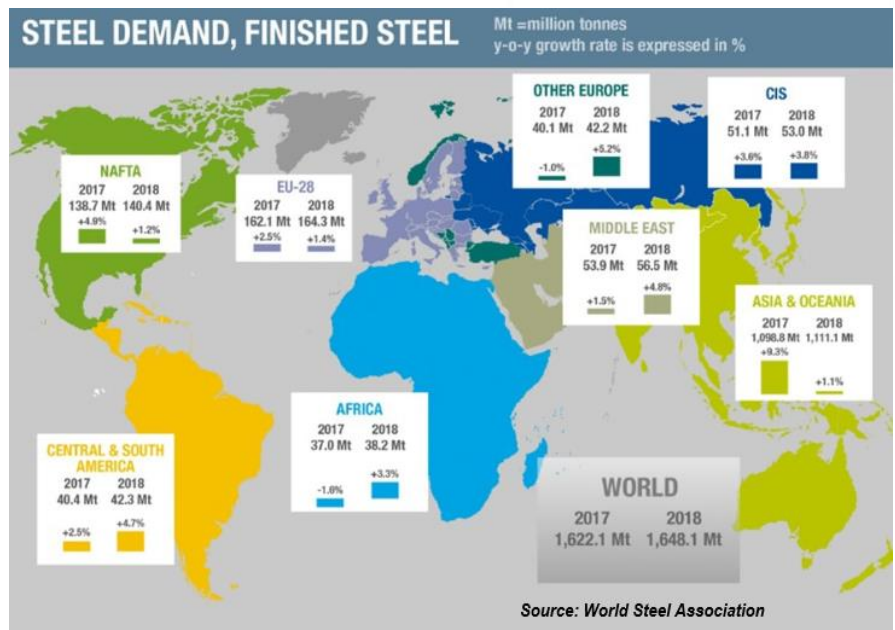 STEEL DEMAND, FINISHED STEEL
Mt =million tonnes
y-o-y growth rate is expressed in %
OTHER EUROPE
2017 2018
40.1 Mt 42.2 Mt
+5.2%
-1.0%
CIS
2017 2018
51.1 Mt 53.0 Mt
+3.6% +3.8%
NAFTA
2017 2018
138.7 Mt 140.4 Mt
+4.9%
+1.2%
EU-28
2017 2018
162.1 Mt 164.3 Mt
+2.5% +1.4%
MIDDLE EAST
2017 2018
53.9 Mt 56.5 Mt
+4.8%
+1.5%
ASIA & OCEANIA
2017 2018
1,098.8 Mt 1,111.1 Mt
+9.3%
+1.1%
AFRICA
2017 2018
37.0 Mt 38.2 Mt
+3.3%
-1.8%
CENTRAL & SOUTH
AMERICA
2017 2018
40.4 Mt 42.3 Mt
+4.7%
+2.5%
WORLD
2017 2018
1,622.1 Mt 1,648.1 Mt
Source: World Steel Association